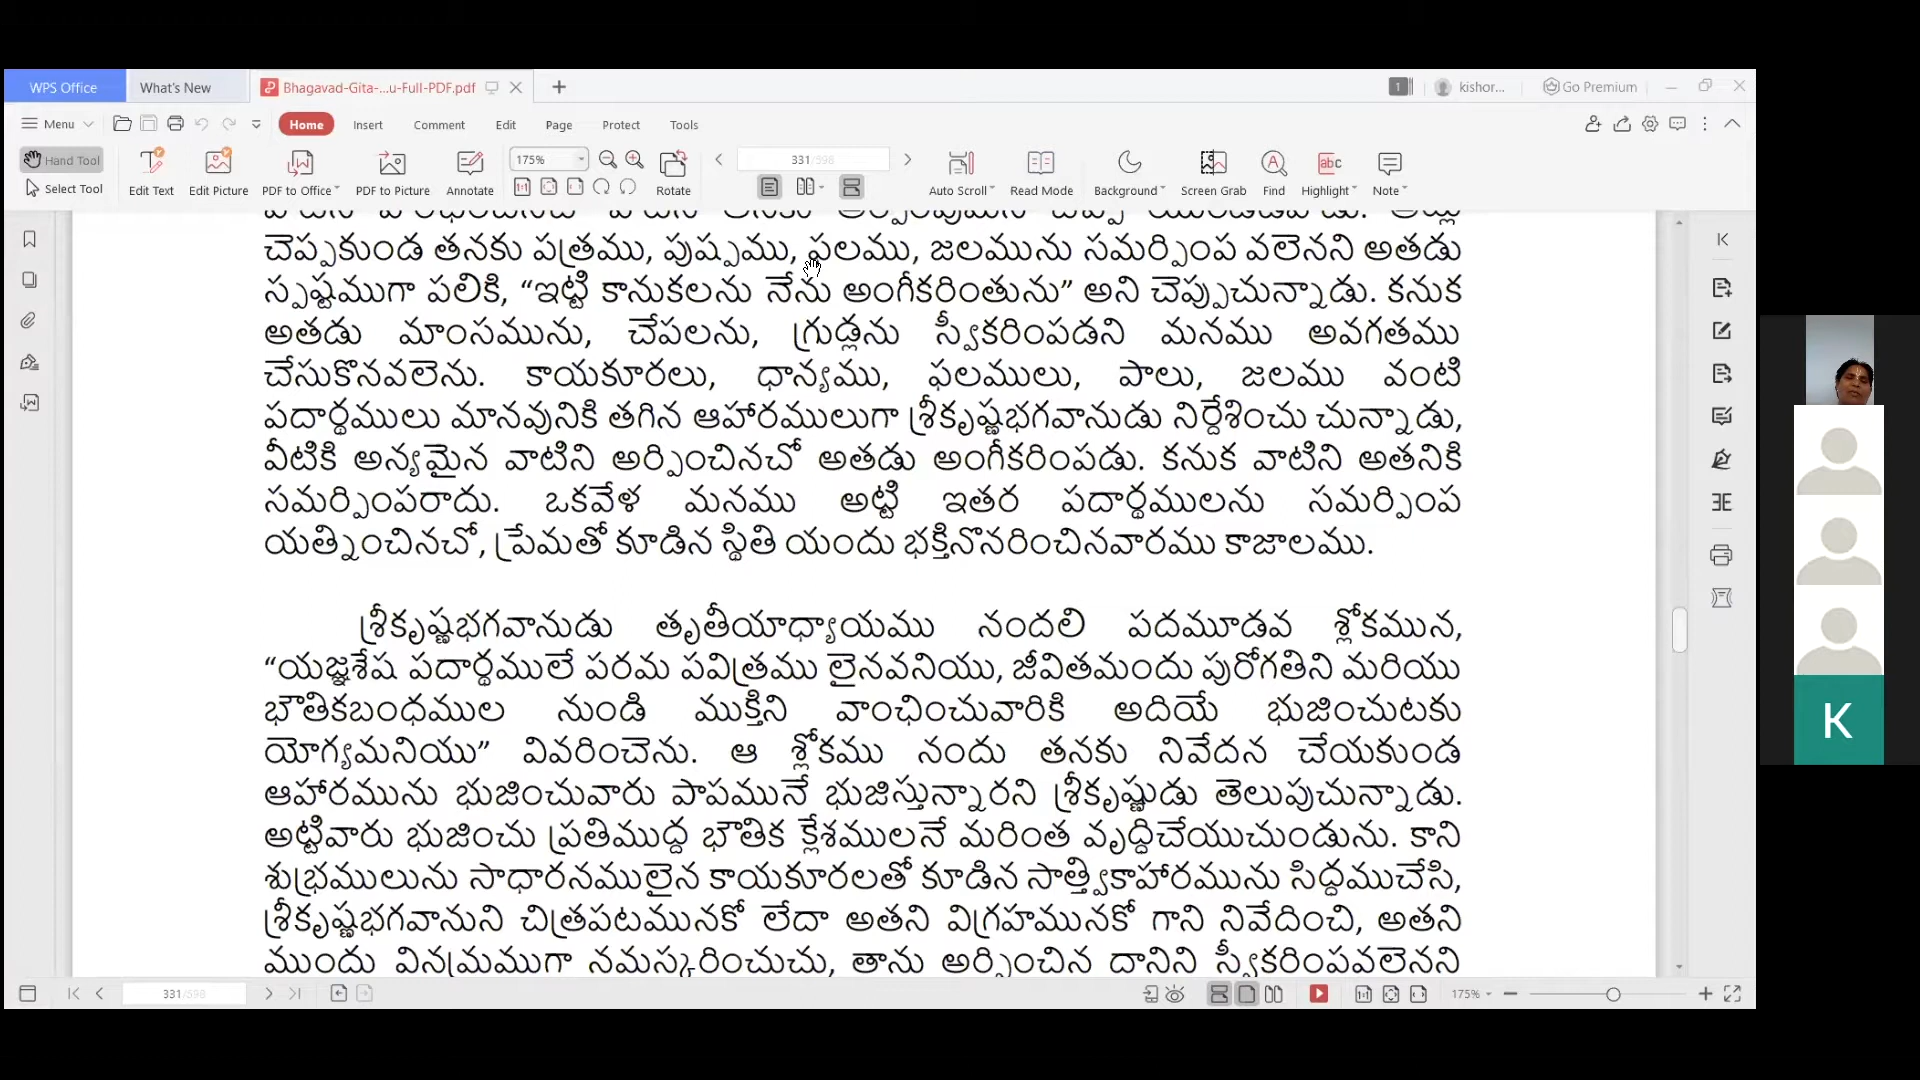 WPS Office What's New Bhagavad-Gita-...u-Full-PDF.pdf 1 kishor... Go Premium
Menu Home Insert Comment Edit Page Protect Tools
Hand Tool 175% 331/598
Select Tool Edit Text Edit Picture PDF to Office PDF to Picture Annotate Rotate Auto Scroll Read Mode Background Screen Grab Find Highlight Note
చెప్పకుండ తనకు పత్రము, పుష్పము, ఫలము, జలమును సమర్పింప వలెనని అతడు
స్పష్టముగా పలికి, “ఇట్టి కానుకలను నేను అంగీకరింతును” అని చెప్పుచున్నాడు. కనుక
అతడు మాంసమును, చేపలను, గ్రుడ్లను స్వీకరింపడని మనము అవగతము
చేసుకొనవలెను. కాయకూరలు, ధాన్యము, ఫలములు, పాలు, జలము వంటి
పదార్థములు మానవునికి తగిన ఆహారములుగా శ్రీకృష్ణభగవానుడు నిర్దేశించు చున్నాడు,
వీటికి అన్యమైన వాటిని అర్పించినచో అతడు అంగీకరింపడు. కనుక వాటిని అతనికి
సమర్పింపరాదు. ఒకవేళ మనము అట్టి ఇతర పదార్థములను సమర్పింప
యత్నించినచో, ప్రేమతో కూడిన స్థితి యందు భక్తినొనరించినవారము కాజాలము.
శ్రీకృష్ణభగవానుడు తృతీయాధ్యాయము నందలి పదమూడవ శ్లోకమున,
“యజ్ఞశేష పదార్థములే పరమ పవిత్రము లైనవనియు, జీవితమందు పురోగతిని మరియు
భౌతికబంధముల నుండి ముక్తిని వాంఛించువారికి అదియే భుజించుటకు
యోగ్యమనియు” వివరించెను. ఆ శ్లోకము నందు తనకు నివేదన చేయకుండ
ఆహారమును భుజించువారు పాపమునే భుజిస్తున్నారని శ్రీకృష్ణుడు తెలుపుచున్నాడు.
అట్టివారు భుజించు ప్రతిముద్ద భౌతిక క్లేశములనే మరింత వృద్ధిచేయుచుండును. కాని
శుభ్రములును సాధారనములైన కాయకూరలతో కూడిన సాత్త్వికాహారమును సిద్ధముచేసి,
శ్రీకృష్ణభగవానుని చిత్రపటమునకో లేదా అతని విగ్రహమునకో గాని నివేదించి, అతని
ముందు వినమ్రముగా నమస్కరించుచు, తాను అర్పించిన దానిని స్వీకరింపవలెనని
K
331/598 175%